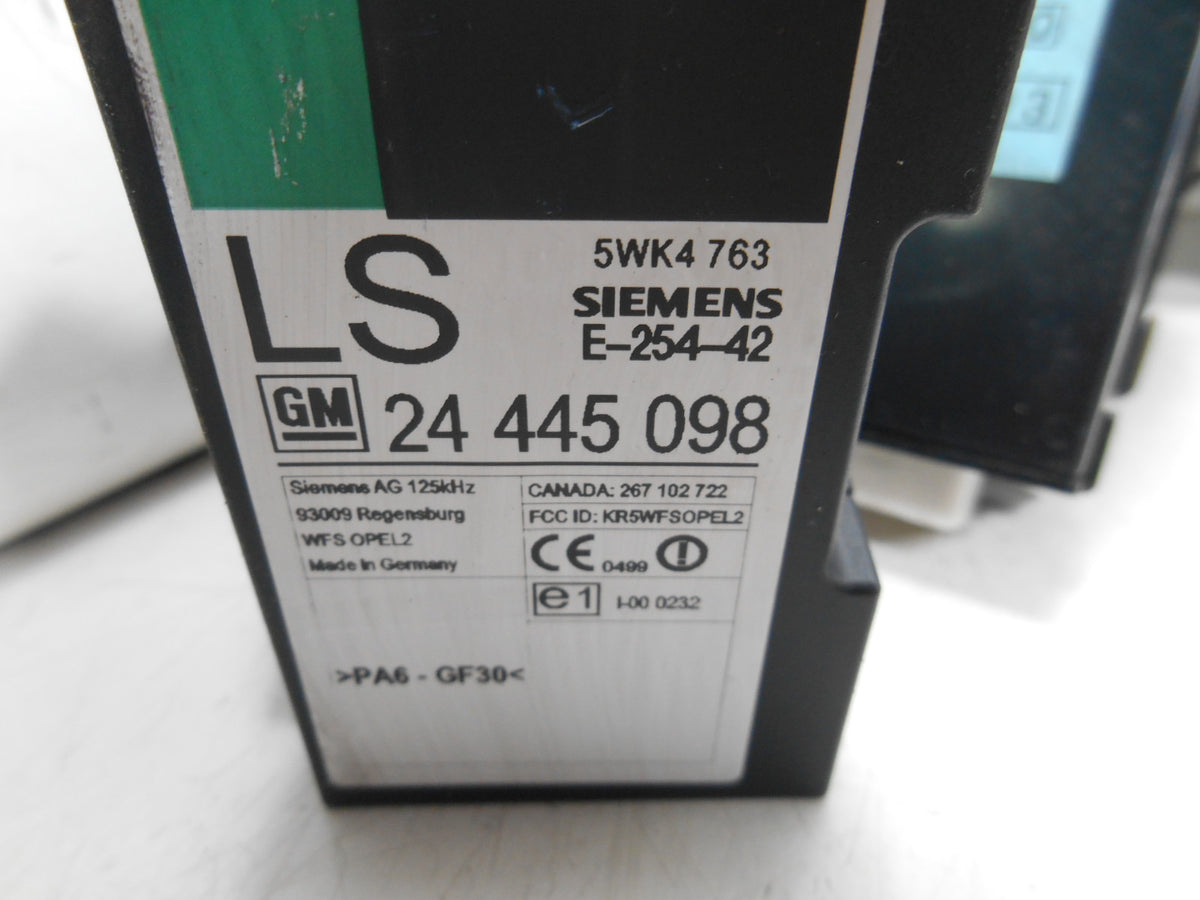 LS
5WK4 763
SIEMENS
E-254-42
GM 24 445 098
Siemens AG 125kHz
93009 Regensburg
WFS OPEL2
Made in Germany
CANADA: 267 102 722
FCC ID: KR5WFSOPEL2
CE 0499
e1 I-00 0232
>PA6 - GF30<
3